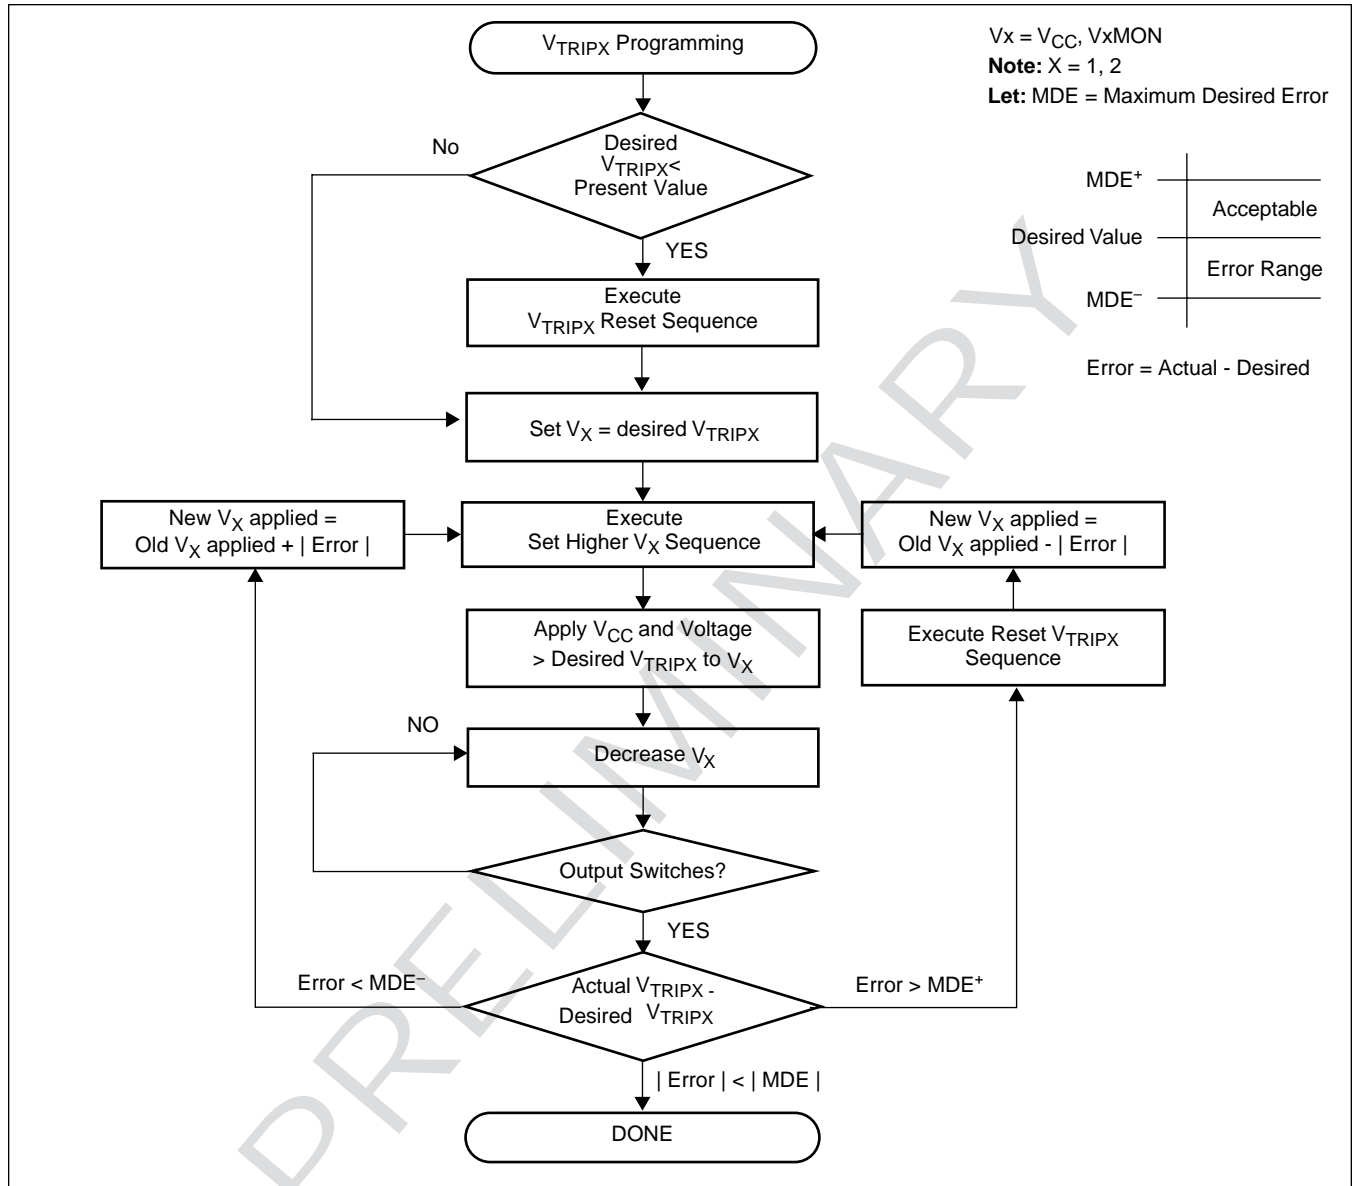 V_TRIPX Programming
Vx = V_CC, VxMON
Note: X = 1, 2
Let: MDE = Maximum Desired Error
No
Desired
V_TRIPX<
Present Value
YES
MDE⁺
Acceptable
Desired Value
Error Range
MDE⁻
Error = Actual - Desired
Execute
V_TRIPX Reset Sequence
Set V_X = desired V_TRIPX
New V_X applied =
Old V_X applied + | Error |
Execute
Set Higher V_X Sequence
New V_X applied =
Old V_X applied - | Error |
Apply V_CC and Voltage
> Desired V_TRIPX to V_X
Execute Reset V_TRIPX
Sequence
NO
Decrease V_X
Output Switches?
YES
Error < MDE⁻
Actual V_TRIPX -
Desired V_TRIPX
Error > MDE⁺
| Error | < | MDE |
DONE
PRELIMINARY